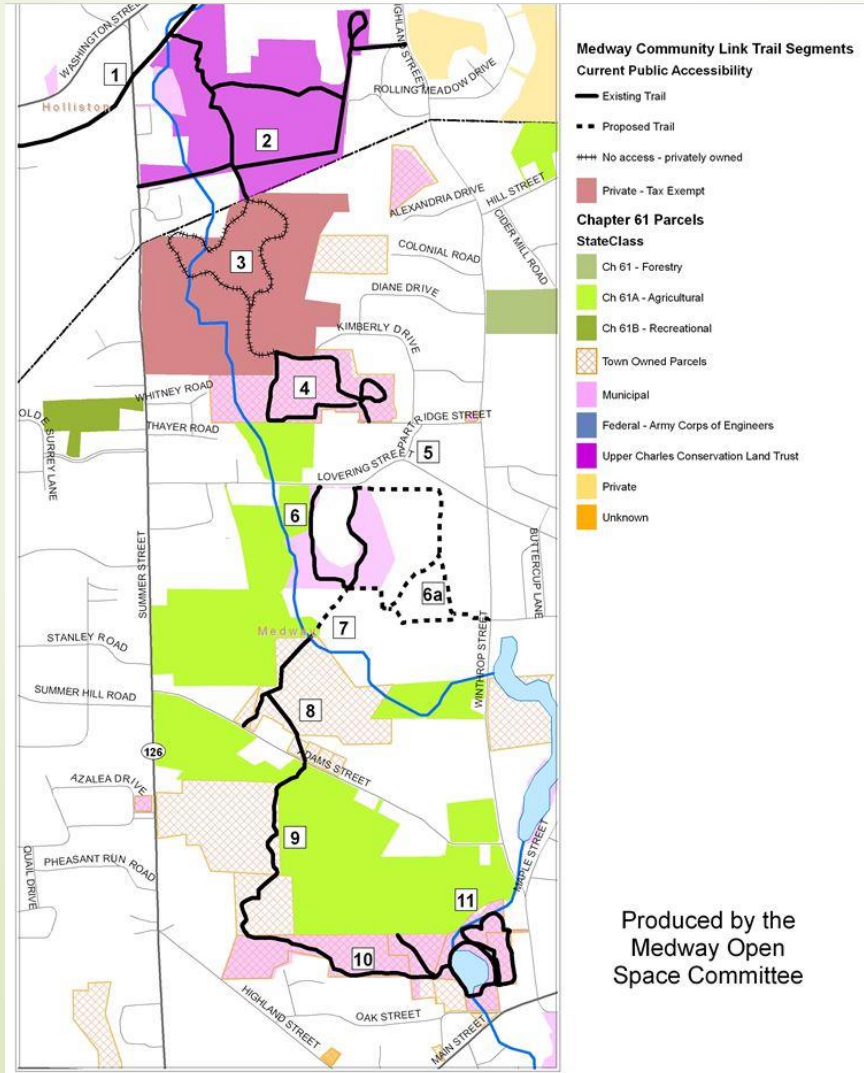 WASHINGTON STREET
HIGHLAND STREET
1
Holliston
ROLLING MEADOW DRIVE
2
ALEXANDRIA DRIVE
HILL STREET
CIDER MILL ROAD
3
COLONIAL ROAD
DIANE DRIVE
KIMBERLY DRIVE
WHITNEY ROAD
4
PARTRIDGE STREET
OLDE SURREY LANE
THAYER ROAD
5
LOVERING STREET
6
SUMMER STREET
BUTTERCUP LANE
6a
Medway
7
WINTHROP STREET
STANLEY ROAD
SUMMER HILL ROAD
8
126
ADAMS STREET
AZALEA DRIVE
9
QUAIL DRIVE
PHEASANT RUN ROAD
MAPLE STREET
11
10
HIGHLAND STREET
OAK STREET
MAIN STREET
Medway Community Link Trail Segments
Current Public Accessibility
Existing Trail
Proposed Trail
No access - privately owned
Private - Tax Exempt
Chapter 61 Parcels
StateClass
Ch 61 - Forestry
Ch 61A - Agricultural
Ch 61B - Recreational
Town Owned Parcels
Municipal
Federal - Army Corps of Engineers
Upper Charles Conservation Land Trust
Private
Unknown
Produced by the
Medway Open
Space Committee